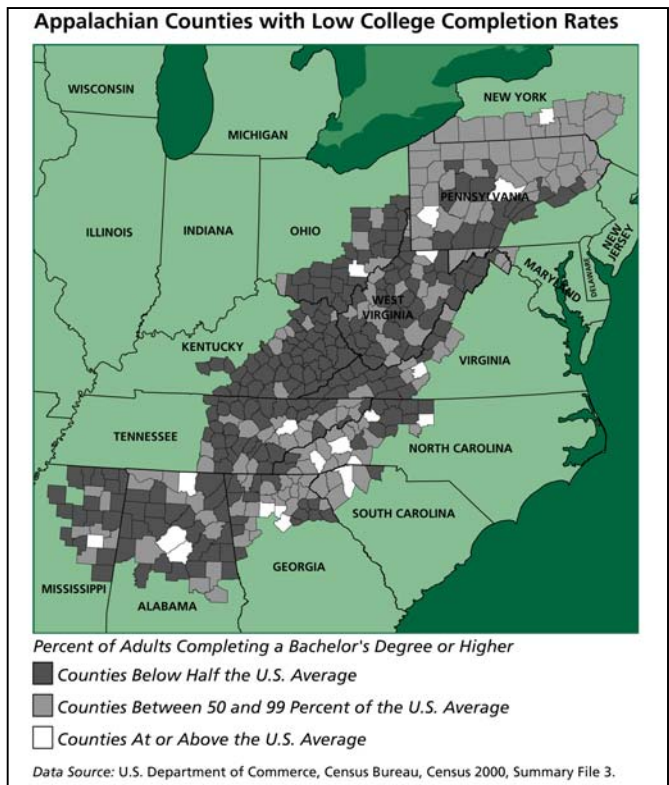 Appalachian Counties with Low College Completion Rates
WISCONSIN
NEW YORK
MICHIGAN
PENNSYLVANIA
ILLINOIS
INDIANA
OHIO
NEW JERSEY
MARYLAND
DELAWARE
WEST
VIRGINIA
KENTUCKY
VIRGINIA
TENNESSEE
NORTH CAROLINA
SOUTH CAROLINA
GEORGIA
MISSISSIPPI
ALABAMA
Percent of Adults Completing a Bachelor's Degree or Higher
Counties Below Half the U.S. Average
Counties Between 50 and 99 Percent of the U.S. Average
Counties At or Above the U.S. Average
Data Source: U.S. Department of Commerce, Census Bureau, Census 2000, Summary File 3.